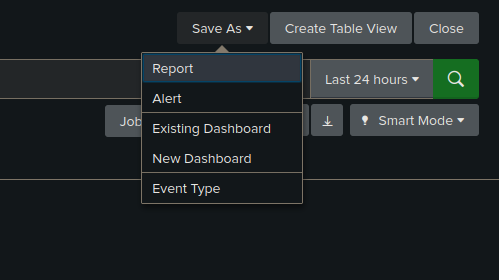 Save As
Create Table View
Close
Report
Last 24 hours
Alert
Job
Smart Mode
Existing Dashboard
New Dashboard
Event Type